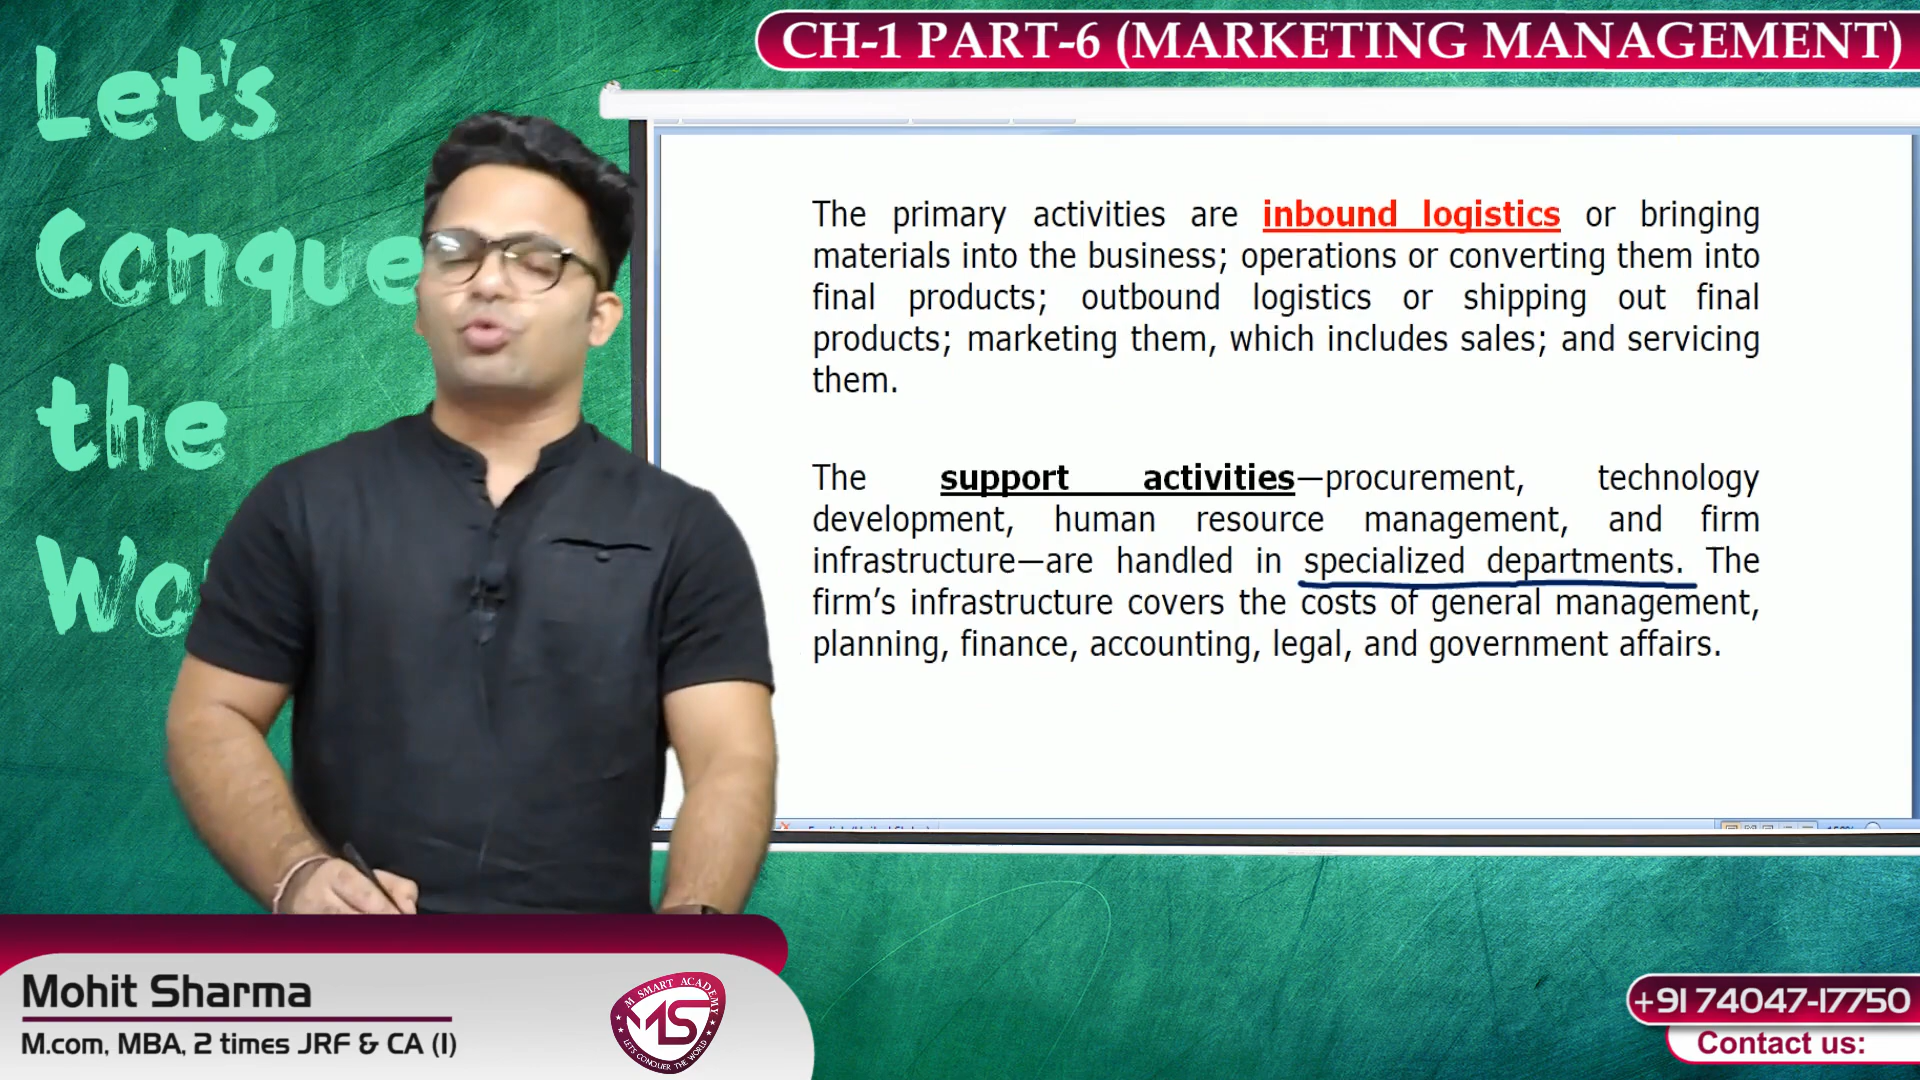 CH-1 PART-6 (MARKETING MANAGEMENT)
Let's
Conque
the
Wo
The primary activities are inbound logistics or bringing
materials into the business; operations or converting them into
final products; outbound logistics or shipping out final
products; marketing them, which includes sales; and servicing
them.
The support activities—procurement, technology
development, human resource management, and firm
infrastructure—are handled in specialized departments. The
firm's infrastructure covers the costs of general management,
planning, finance, accounting, legal, and government affairs.
Mohit Sharma
M.com, MBA, 2 times JRF & CA (I)
M SMART ACADEMY
MS
LET'S CONQUER THE WORLD
+91 74047-17750
Contact us: